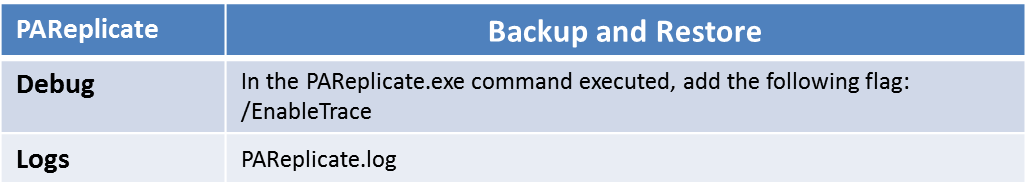 PAReplicate
Backup and Restore
Debug
In the PAReplicate.exe command executed, add the following flag:
/EnableTrace
Logs
PAReplicate.log